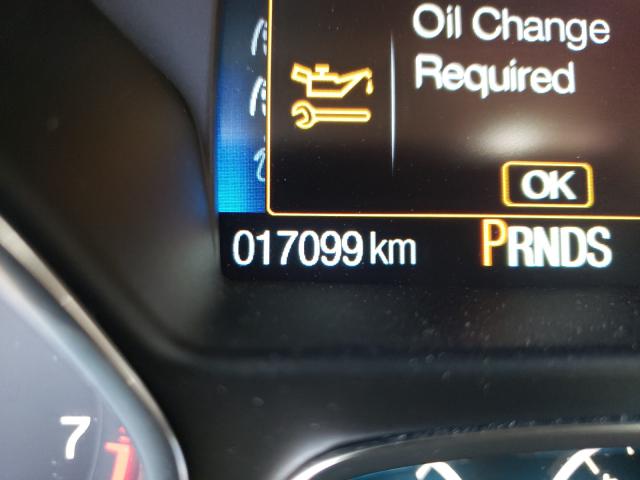 Oil Change
Required
OK
017099 km PRNDS
7